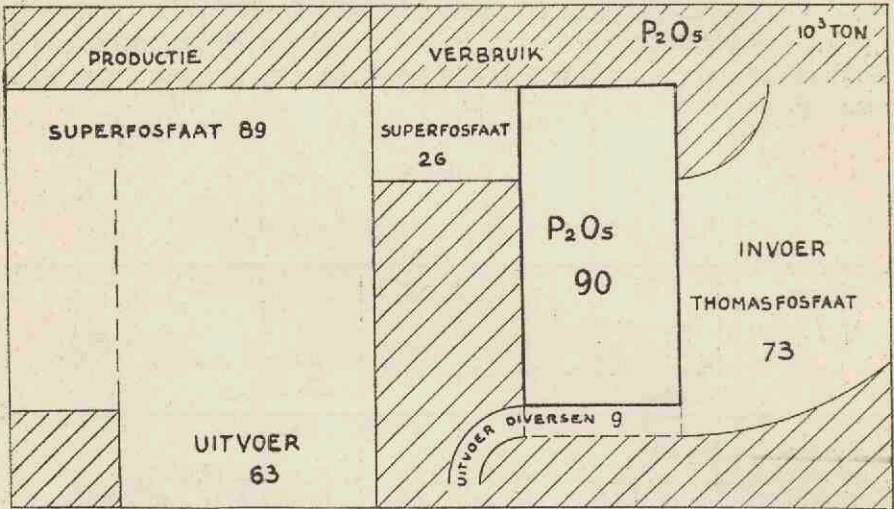 PRODUCTIE
VERBRUIK
P2O5
10³ TON
SUPERFOSFAAT 89
SUPERFOSFAAT
26
P2O5
90
INVOER
THOMASFOSFAAT
73
UITVOER
63
UITVOER DIVERSEN 9